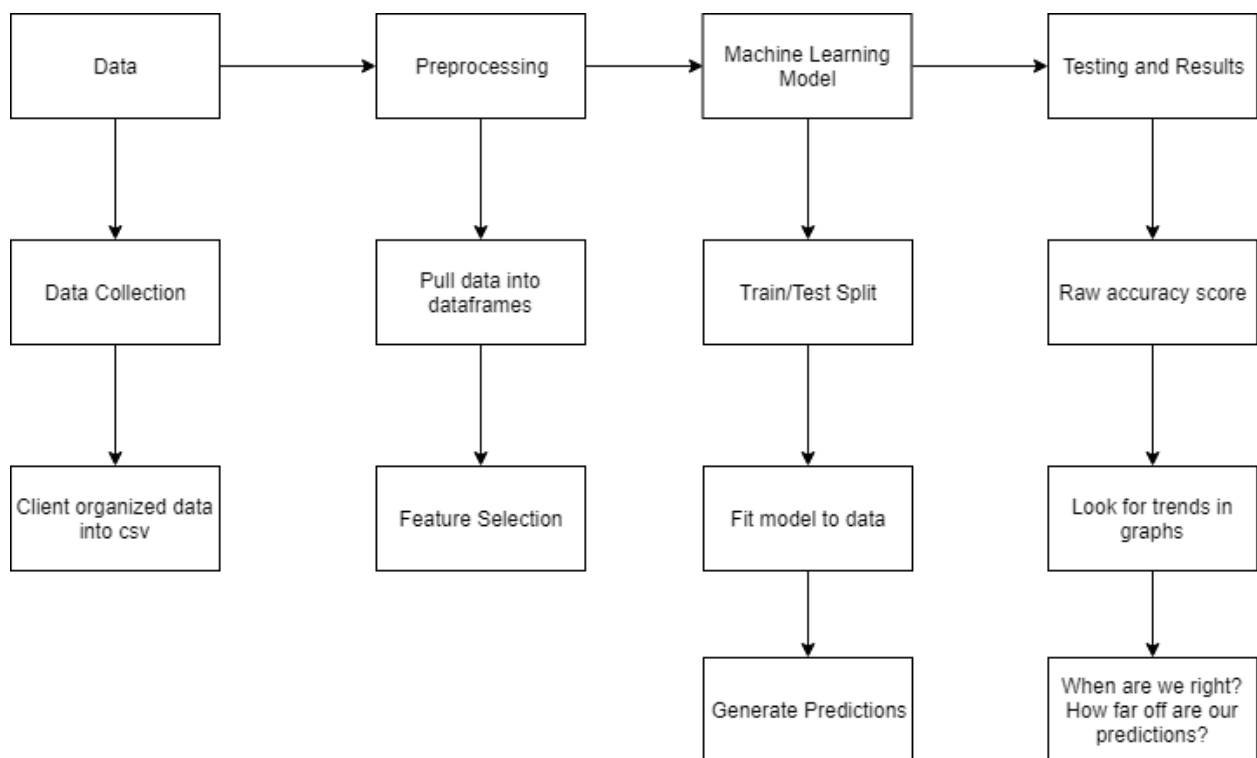 Data
Preprocessing
Machine Learning
Model
Testing and Results
Data Collection
Pull data into
dataframes
Train/Test Split
Raw accuracy score
Client organized data
into csv
Feature Selection
Fit model to data
Look for trends in
graphs
Generate Predictions
When are we right?
How far off are our
predictions?